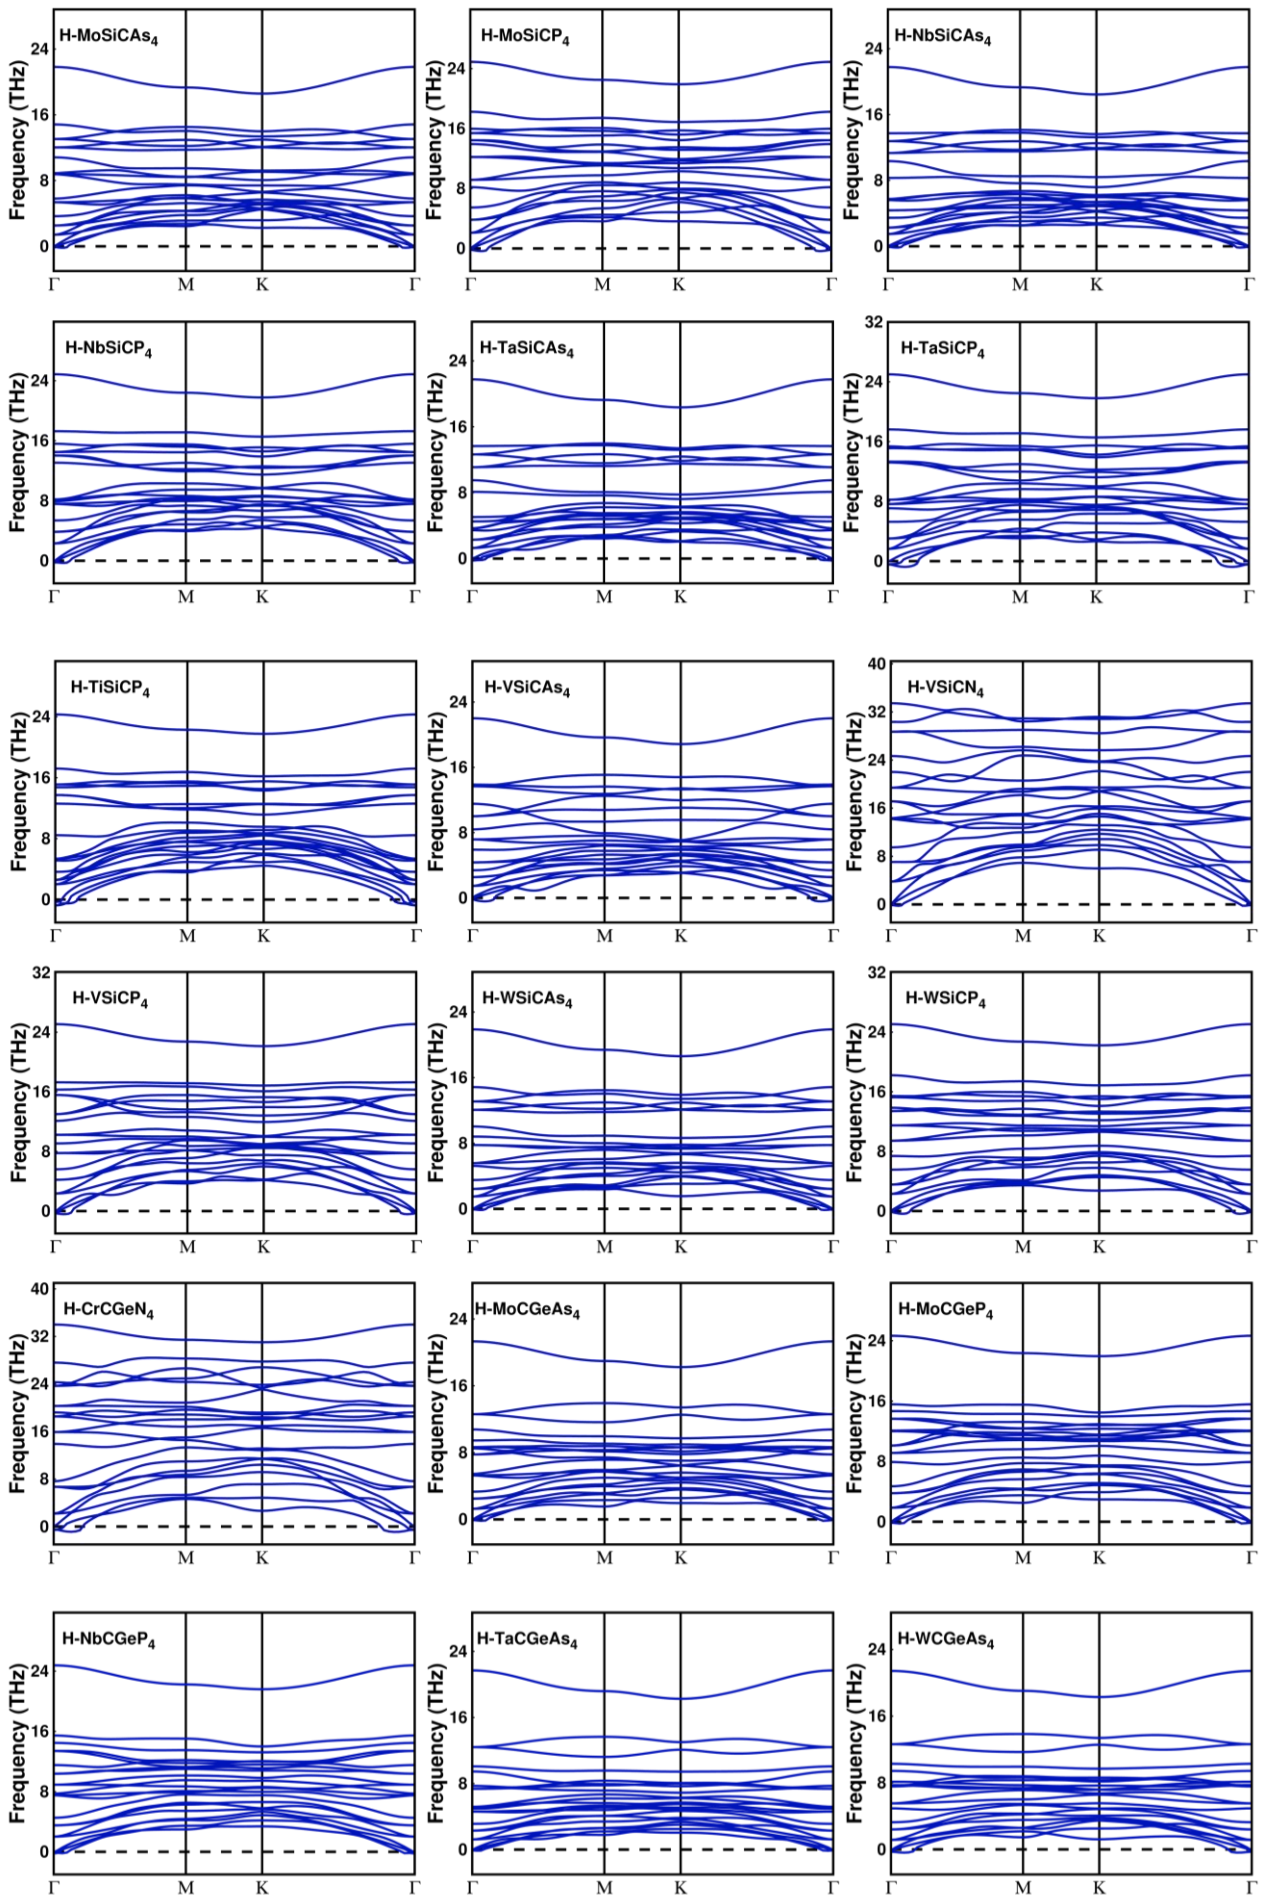 H-MoSiCAs4
Frequency (THz)
24
16
8
0
Γ M K Γ
H-MoSiCP4
Frequency (THz)
24
16
8
0
Γ M K Γ
H-NbSiCAs4
Frequency (THz)
24
16
8
0
Γ M K Γ
H-NbSiCP4
Frequency (THz)
24
16
8
0
Γ M K Γ
H-TaSiCAs4
Frequency (THz)
24
16
8
0
Γ M K Γ
H-TaSiCP4
Frequency (THz)
32
24
16
8
0
Γ M K Γ
H-TiSiCP4
Frequency (THz)
24
16
8
0
Γ M K Γ
H-VSiCAs4
Frequency (THz)
24
16
8
0
Γ M K Γ
H-VSiCN4
Frequency (THz)
40
32
24
16
8
0
Γ M K Γ
H-VSiCP4
Frequency (THz)
32
24
16
8
0
Γ M K Γ
H-WSiCAs4
Frequency (THz)
24
16
8
0
Γ M K Γ
H-WSiCP4
Frequency (THz)
32
24
16
8
0
Γ M K Γ
H-CrCGeN4
Frequency (THz)
40
32
24
16
8
0
Γ M K Γ
H-MoCGeAs4
Frequency (THz)
24
16
8
0
Γ M K Γ
H-MoCGeP4
Frequency (THz)
24
16
8
0
Γ M K Γ
H-NbCGeP4
Frequency (THz)
24
16
8
0
Γ M K Γ
H-TaCGeAs4
Frequency (THz)
24
16
8
0
Γ M K Γ
H-WCGeAs4
Frequency (THz)
24
16
8
0
Γ M K Γ